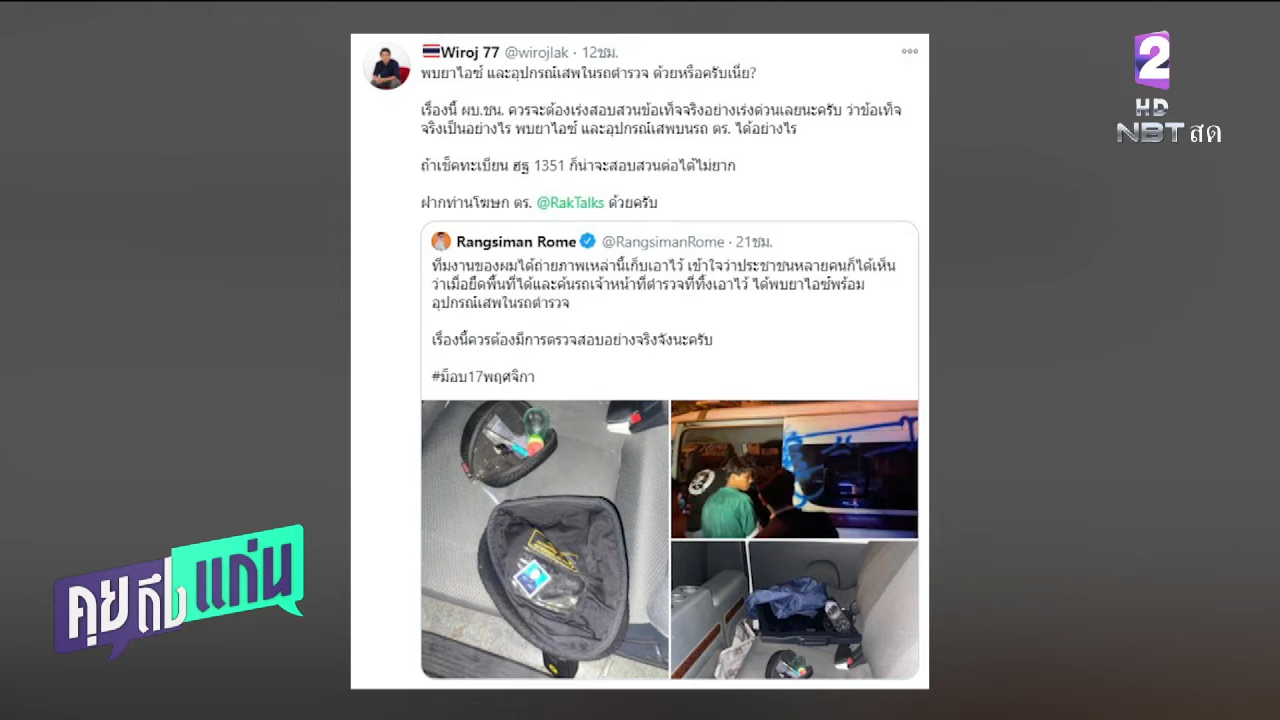 Wiroj 77 @wirojlak · 12ชม.
พบยาไอซ์ และอุปกรณ์เสพในรถตำรวจ ด้วยหรือครับเนี่ย?
เรื่องนี้ ผบ.ชน. ควรจะต้องเร่งสอบสวนข้อเท็จจริงอย่างเร่งด่วนเลยนะครับ ว่าข้อเท็จ
จริงเป็นอย่างไร พบยาไอซ์ และอุปกรณ์เสพบนรถ ตร. ได้อย่างไร
ถ้าเช็คทะเบียน ฮฐ 1351 ก็น่าจะสอบสวนต่อได้ไม่ยาก
ฝากท่านโฆษก ตร. @RakTalks ด้วยครับ
Rangsiman Rome @RangsimanRome · 21ชม.
ทีมงานของผมได้ถ่ายภาพเหล่านี้เก็บเอาไว้ เข้าใจว่าประชาชนหลายคนก็ได้เห็น
ว่าเมื่อยึดพื้นที่ได้และค้นรถเจ้าหน้าที่ตำรวจที่ทิ้งเอาไว้ ได้พบยาไอซ์พร้อม
อุปกรณ์เสพในรถตำรวจ
เรื่องนี้ควรต้องมีการตรวจสอบอย่างจริงจังนะครับ
#ม็อบ17พฤศจิกา
2
HD
NBT สด
คุยถึงแก่น